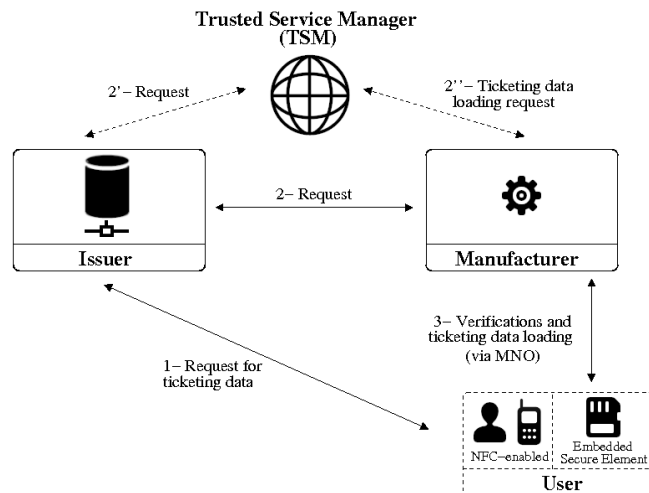 Trusted Service Manager
(TSM)
2'− Request
2''− Ticketing data
loading request
2− Request
Issuer
Manufacturer
3− Verifications and
ticketing data loading
(via MNO)
1− Request for
ticketing data
NFC−enabled
Embedded
Secure Element
User